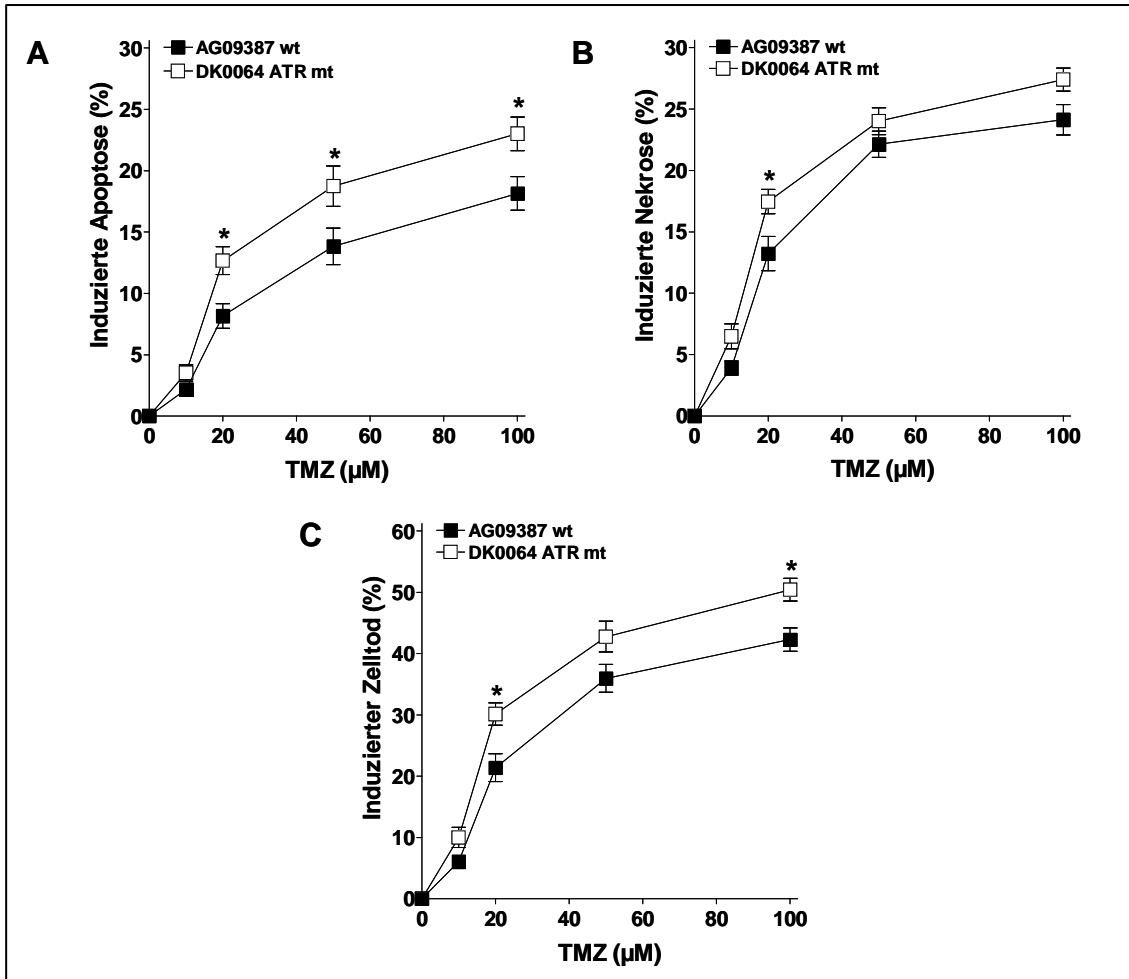 A
AG09387 wt
DK0064 ATR mt
Induzierte Apoptose (%)
30
25
20
15
10
5
0
* * *
0 20 40 60 80 100
TMZ (µM)
B
AG09387 wt
DK0064 ATR mt
Induzierte Nekrose (%)
30
25
20
15
10
5
0
*
0 20 40 60 80 100
TMZ (µM)
C
AG09387 wt
DK0064 ATR mt
Induzierter Zelltod (%)
60
50
40
30
20
10
0
* *
0 20 40 60 80 100
TMZ (µM)